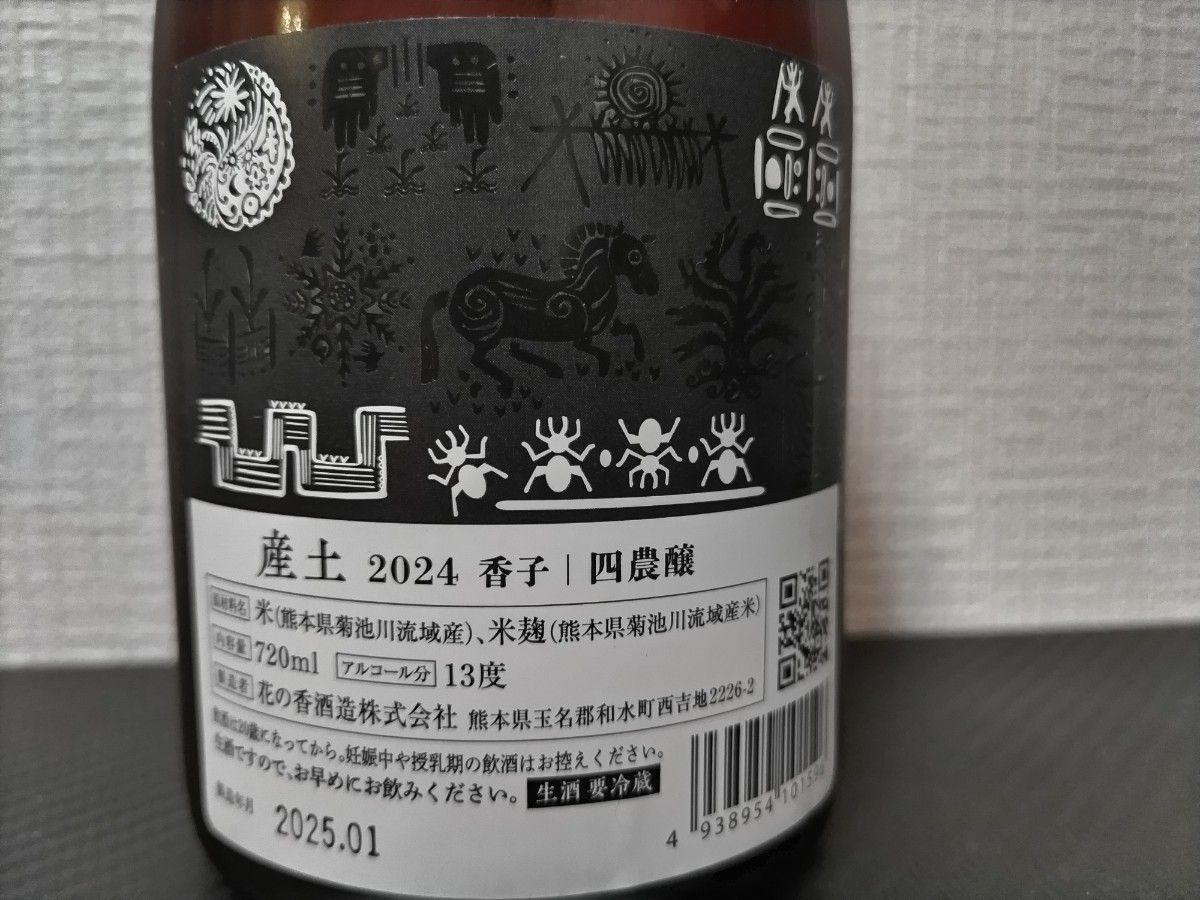 産土 2024 香子|四農醸
原材料名 米(熊本県菊池川流域産)、米麹(熊本県菊池川流域産米)
内容量 720ml アルコール分 13度
製造者 花の香酒造株式会社 熊本県玉名郡和水町西吉地2226-2
飲酒は20歳になってから。妊娠中や授乳期の飲酒はお控えください。
生酒ですので、お早めにお飲みください。 生酒 要冷蔵
製造年月 2025.01
4 938954 101594